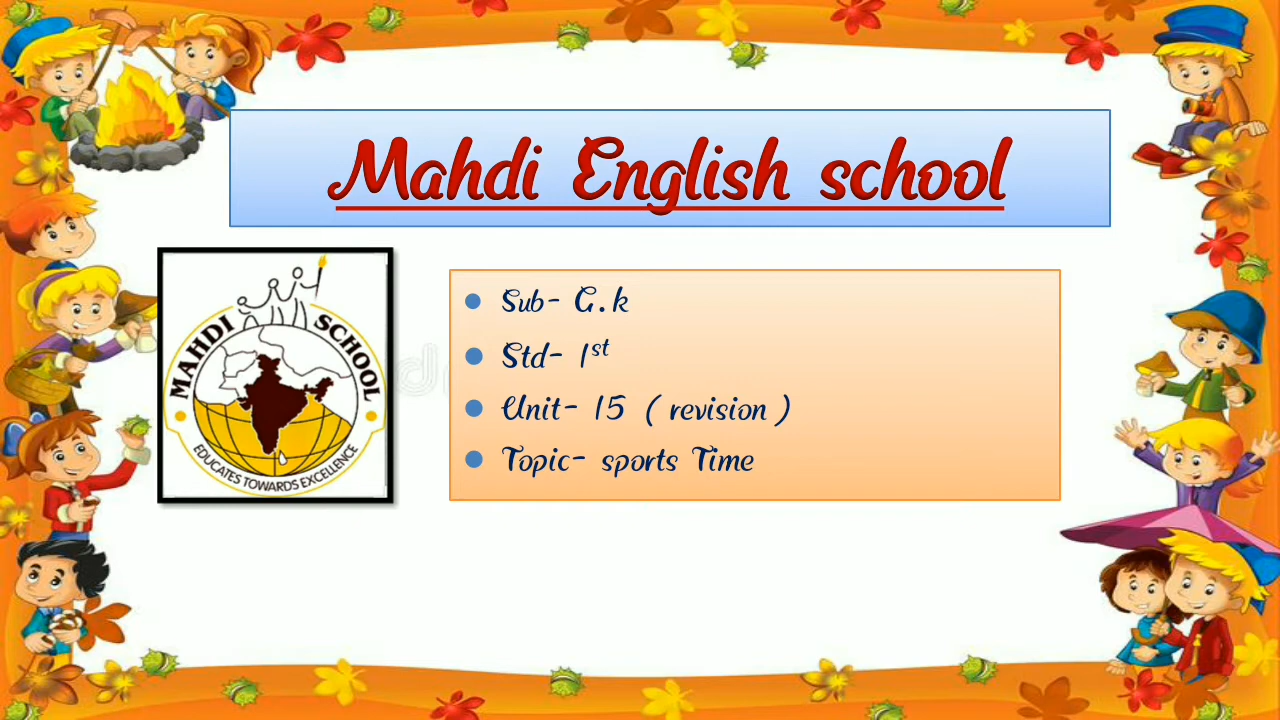 Mahdi English school
MAHDI SCHOOL
EDUCATES TOWARDS EXCELLENCE
Sub- G.k
Std- 1st
Unit- 15 ( revision )
Topic- sports Time